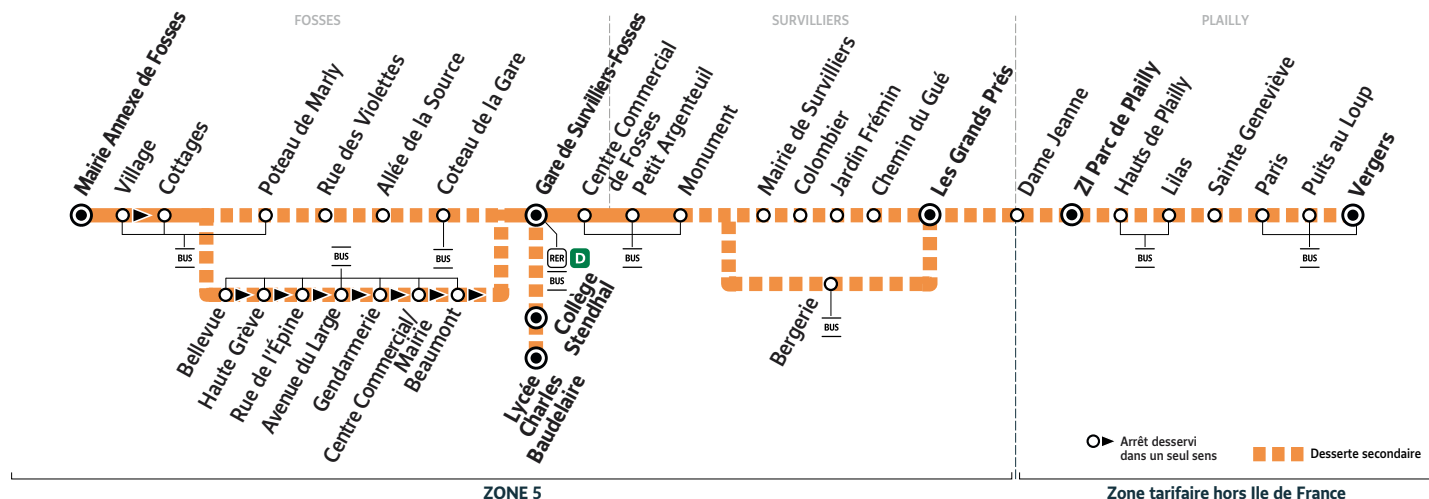 FOSSES
SURVILLIERS
PLAILLY
Mairie Annexe de Fosses
Village
Cottages
Poteau de Marly
Rue des Violettes
Allée de la Source
Coteau de la Gare
Gare de Survilliers-Fosses
Centre Commercial
de Fosses
Petit Argenteuil
Monument
Mairie de Survilliers
Colombier
Jardin Frémin
Chemin du Gué
Les Grands Prés
Dame Jeanne
ZI Parc de Plailly
Hauts de Plailly
Lilas
Sainte Geneviève
Paris
Puits au Loup
Vergers
BUS
BUS
BUS
RER D
BUS
BUS
BUS
BUS
Bellevue
Haute Grève
Rue de l'Épine
Avenue du Large
Gendarmerie
Centre Commercial/
Mairie
Beaumont
Collège
Stendhal
Lycée
Charles
Baudelaire
Bergerie
BUS
Arrêt desservi
dans un seul sens
Desserte secondaire
ZONE 5
Zone tarifaire hors Ile de France